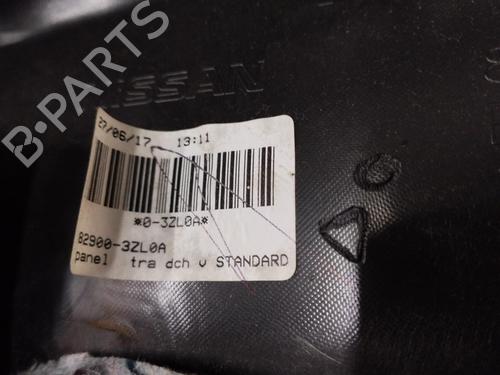 NISSAN
27/06/17 13:11
*0-3ZL0A*
82900-3ZL0A
panel tra dch v STANDARD
B-PARTS
C